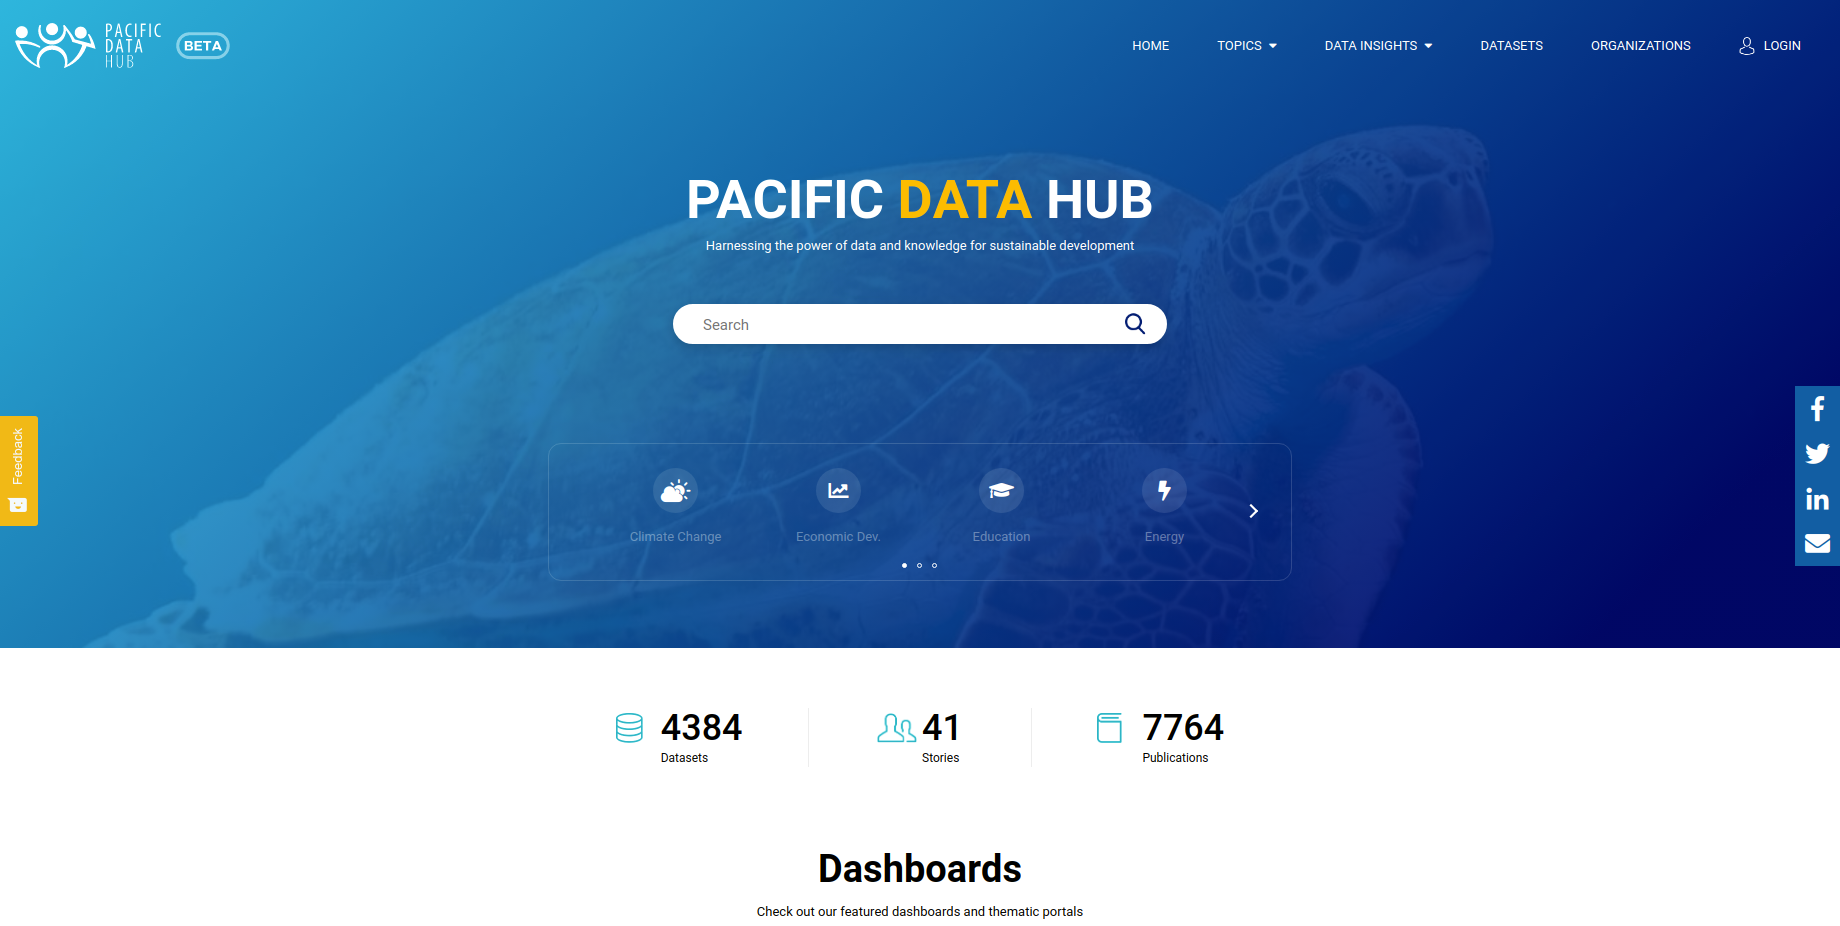 PACIFIC
DATA
HUB
BETA
HOME
TOPICS
DATA INSIGHTS
DATASETS
ORGANIZATIONS
LOGIN
PACIFIC DATA HUB
Harnessing the power of data and knowledge for sustainable development
Search
Feedback
Climate Change
Economic Dev.
Education
Energy
4384
Datasets
41
Stories
7764
Publications
Dashboards
Check out our featured dashboards and thematic portals